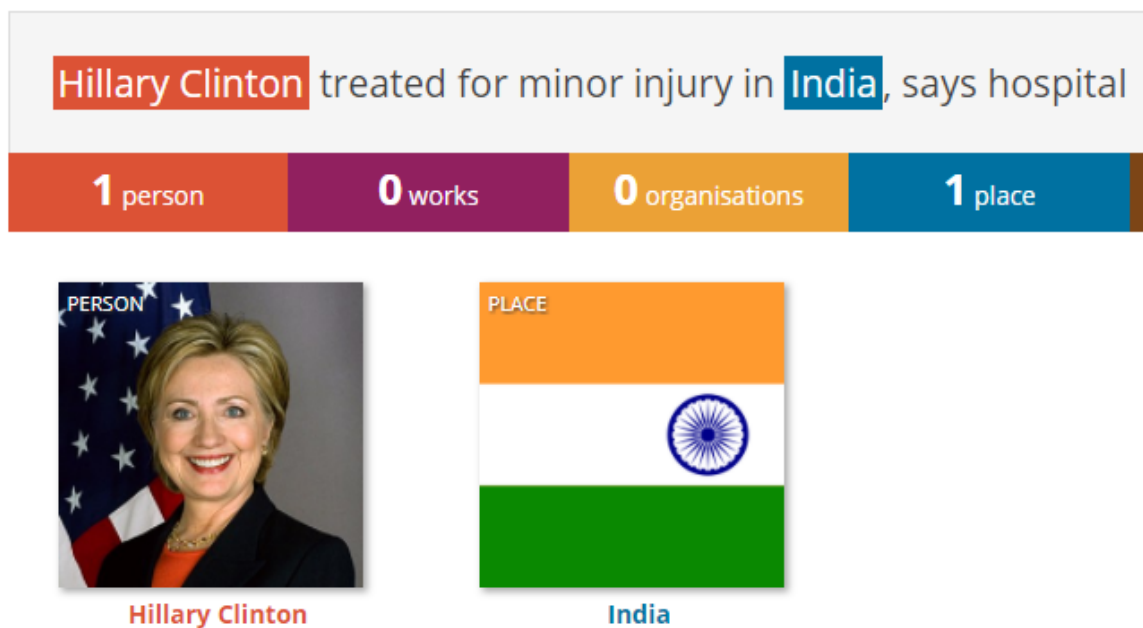 Hillary Clinton treated for minor injury in India, says hospital
1 person 0 works 0 organisations 1 place
PERSON PLACE
Hillary Clinton India